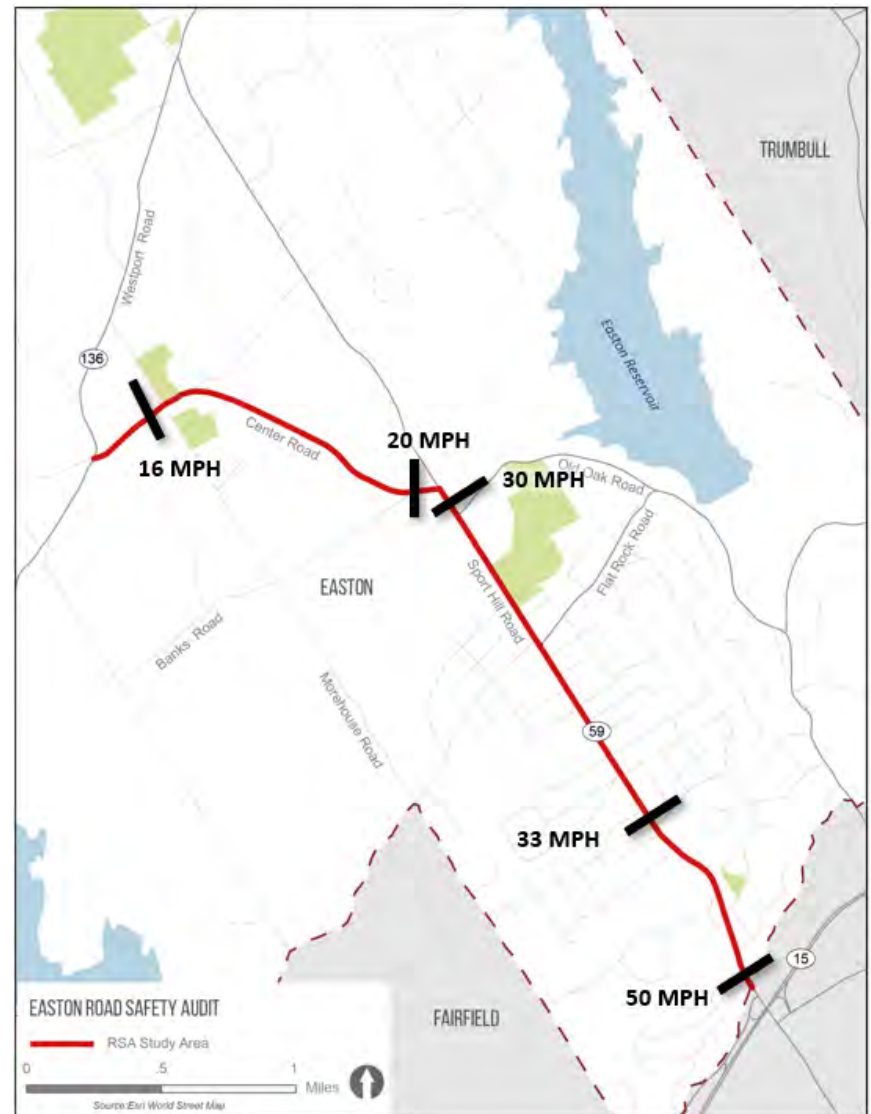 TRUMBULL
Westport Road
136
Easton Reservoir
Center Road
20 MPH
16 MPH
30 MPH
Old Oak Road
Flat Rock Road
Sport Hill Road
EASTON
Banks Road
Morehouse Road
59
33 MPH
15
50 MPH
FAIRFIELD
EASTON ROAD SAFETY AUDIT
RSA Study Area
0 .5 1
Miles
Source:Esri World Street Map